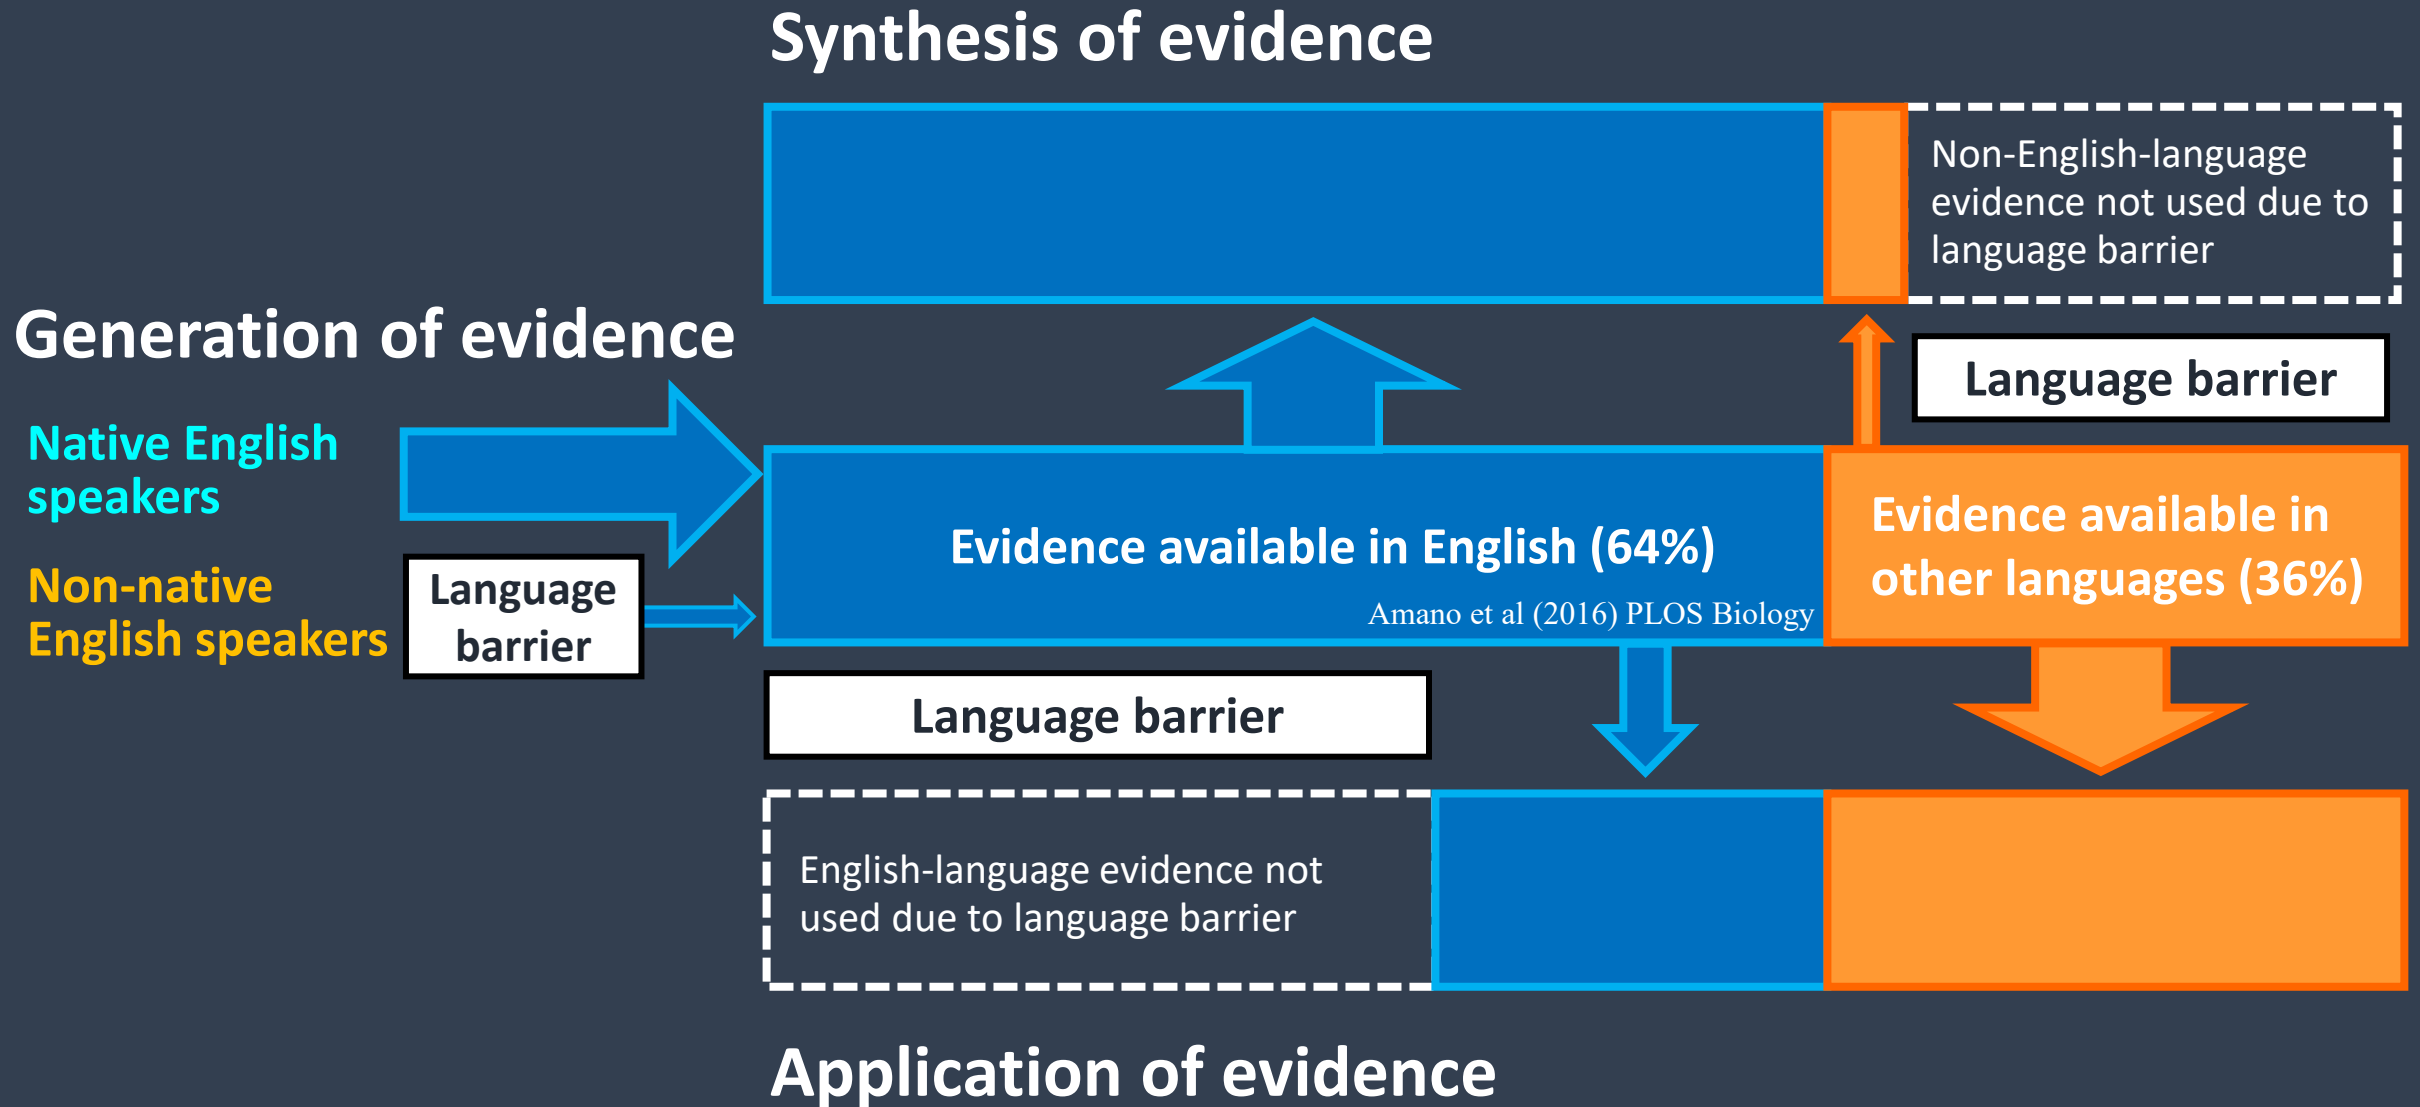 Synthesis of evidence
Non-English-language
evidence not used due to
language barrier
Generation of evidence
Language barrier
Native English
speakers
Evidence available in English (64%)
Evidence available in
other languages (36%)
Non-native
English speakers
Language
barrier
Amano et al (2016) PLOS Biology
Language barrier
English-language evidence not
used due to language barrier
Application of evidence